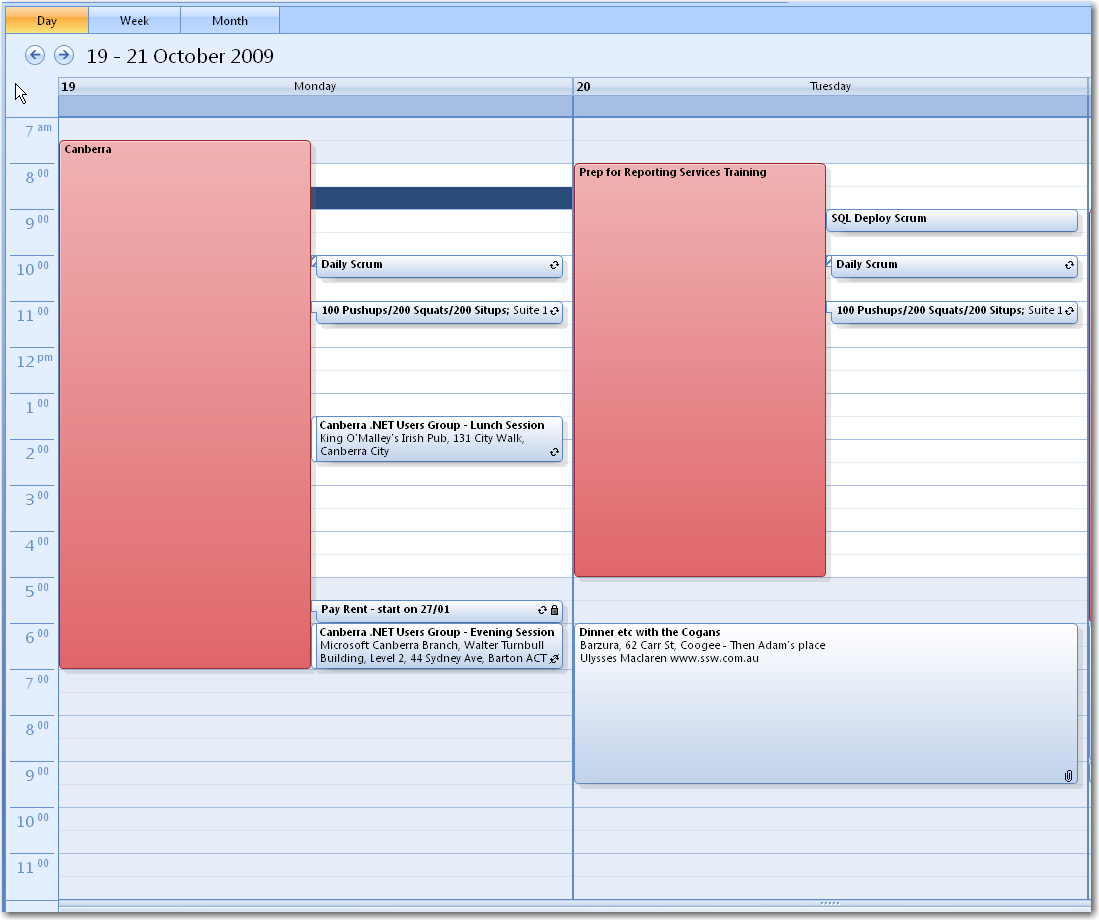 Day Week Month
19 - 21 October 2009
19 Monday 20 Tuesday
7 am
8 00
9 00
10 00
11 00
12 pm
1 00
2 00
3 00
4 00
5 00
6 00
7 00
8 00
9 00
10 00
11 00
Canberra
Daily Scrum
100 Pushups/200 Squats/200 Situps; Suite 1
Canberra .NET Users Group - Lunch Session
King O'Malley's Irish Pub, 131 City Walk,
Canberra City
Pay Rent - start on 27/01
Canberra .NET Users Group - Evening Session
Microsoft Canberra Branch, Walter Turnbull
Building, Level 2, 44 Sydney Ave, Barton ACT
Prep for Reporting Services Training
SQL Deploy Scrum
Daily Scrum
100 Pushups/200 Squats/200 Situps; Suite 1
Dinner etc with the Cogans
Barzura, 62 Carr St, Coogee - Then Adam's place
Ulysses Maclaren www.ssw.com.au